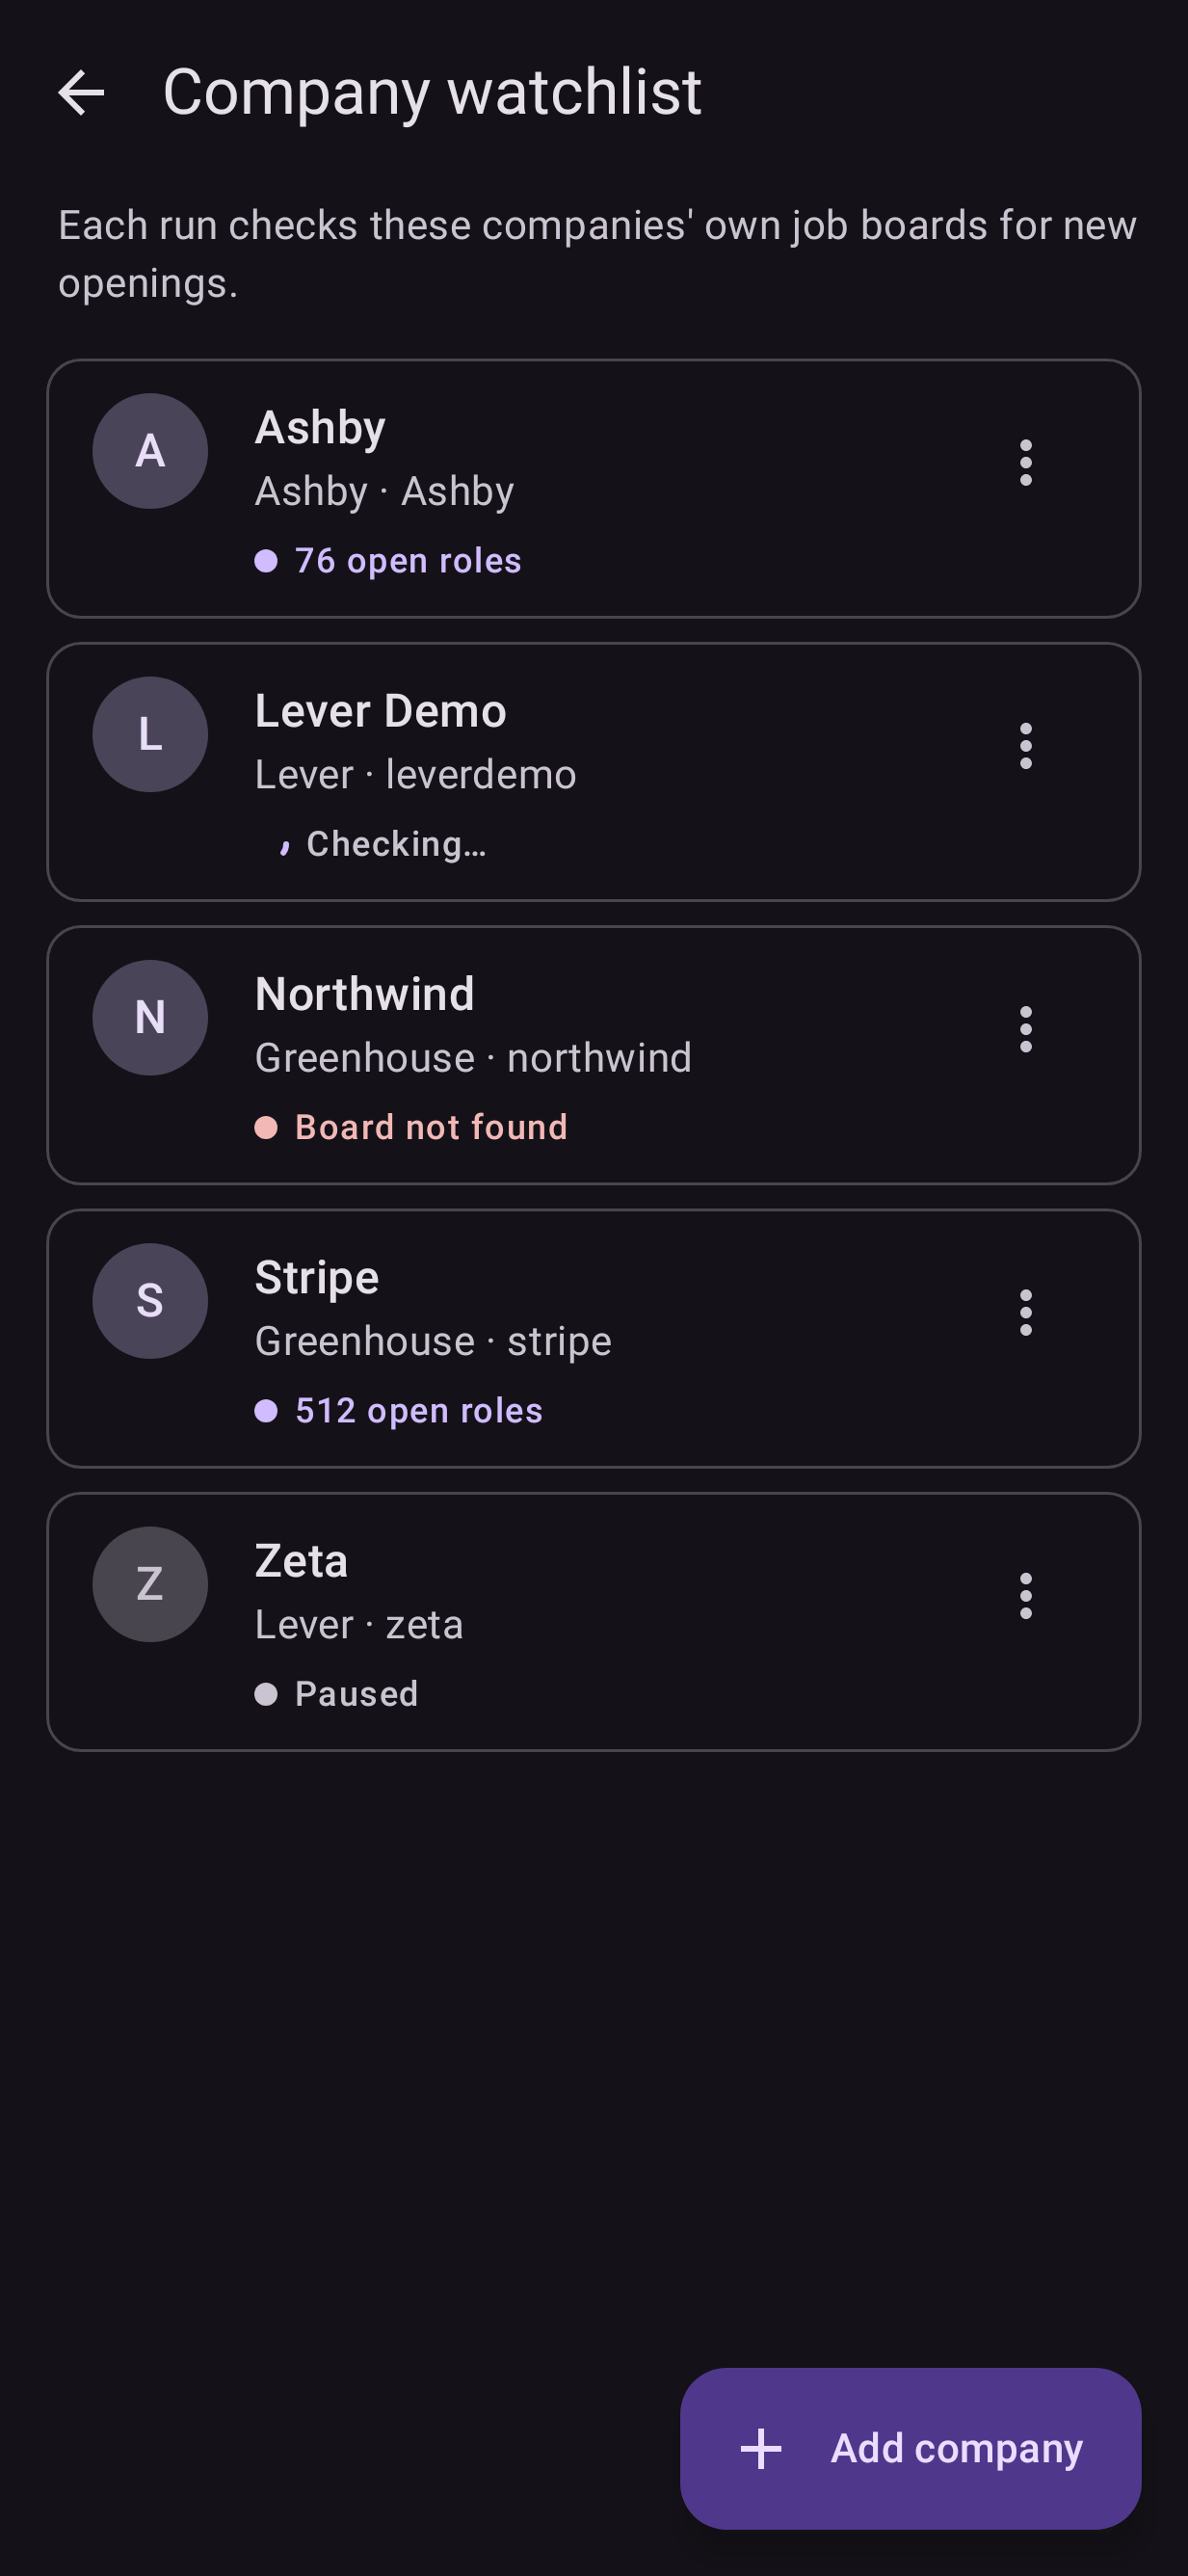 Company watchlist
Each run checks these companies' own job boards for new
openings.
A
Ashby
Ashby · Ashby
76 open roles
L
Lever Demo
Lever · leverdemo
Checking…
N
Northwind
Greenhouse · northwind
Board not found
S
Stripe
Greenhouse · stripe
512 open roles
Z
Zeta
Lever · zeta
Paused
Add company